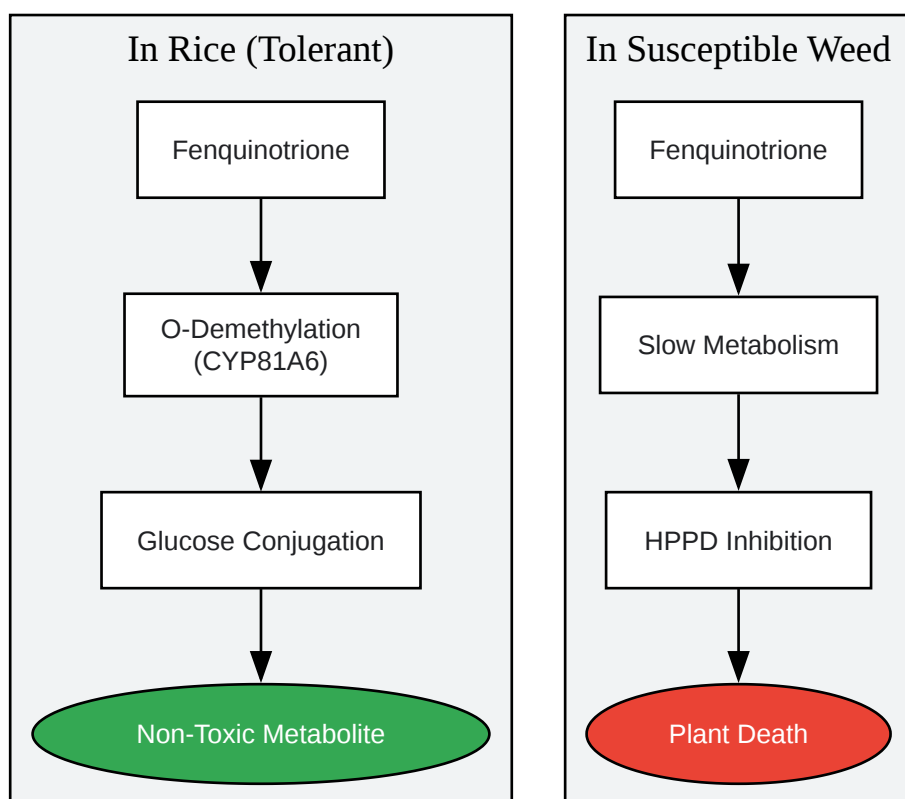 In Rice (Tolerant)
Fenquinotrione
O-Demethylation
(CYP81A6)
Glucose Conjugation
Non-Toxic Metabolite
In Susceptible Weed
Fenquinotrione
Slow Metabolism
HPPD Inhibition
Plant Death